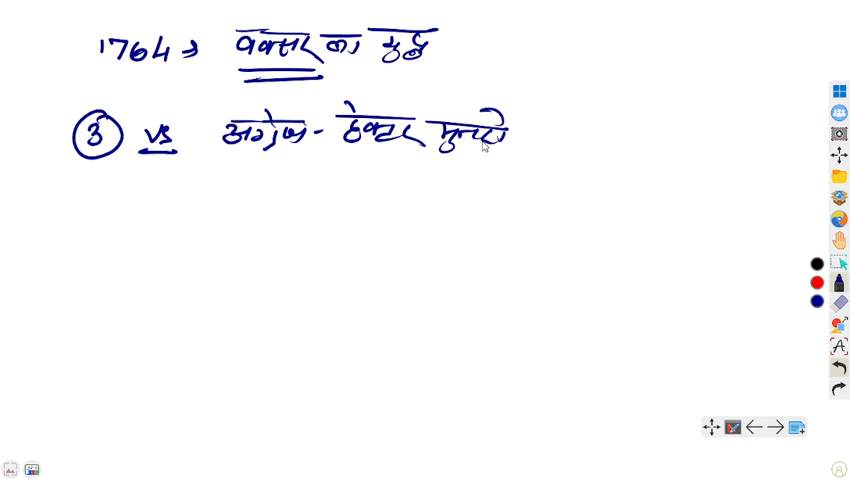 1764 → बक्सर का युद्ध
3 vs अंग्रेज - हेक्टर मुनरो